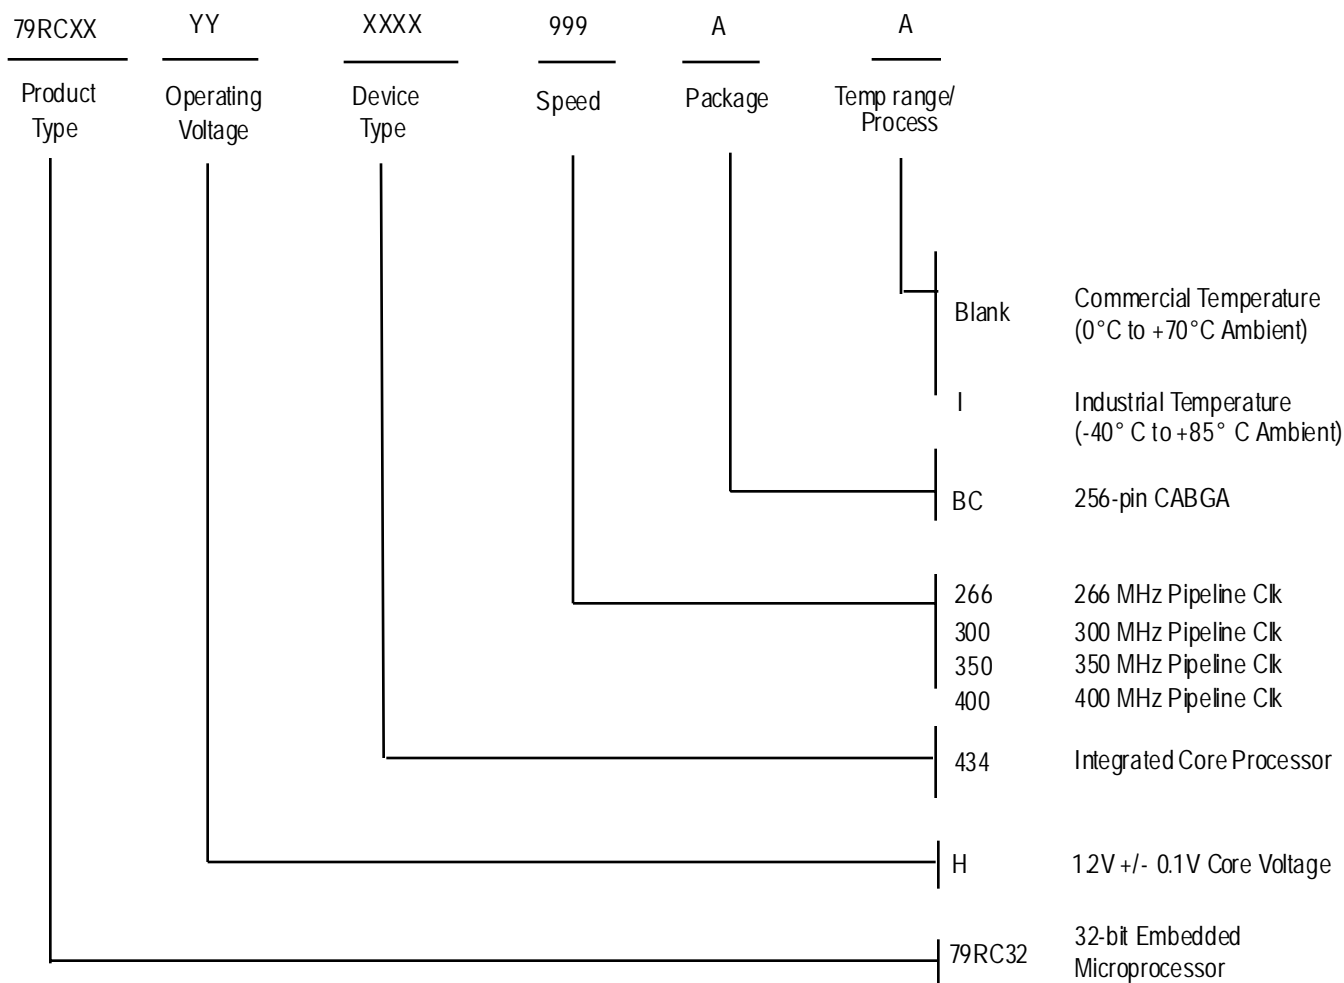 79RCXX YY XXXX 999 A A
Product Type
Operating Voltage
Device Type
Speed
Package
Temp range/ Process
Blank Commercial Temperature
(0°C to +70°C Ambient)
I Industrial Temperature
(-40° C to +85° C Ambient)
BC 256-pin CABGA
266 266 MHz Pipeline Clk
300 300 MHz Pipeline Clk
350 350 MHz Pipeline Clk
400 400 MHz Pipeline Clk
434 Integrated Core Processor
H 1.2V +/- 0.1V Core Voltage
79RC32 32-bit Embedded
Microprocessor